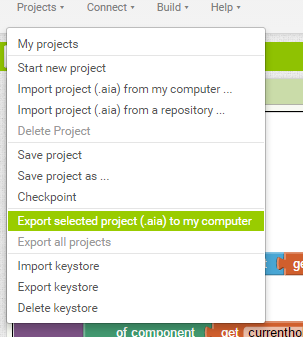 Projects Connect Build Help
My projects
Start new project
Import project (.aia) from my computer ...
Import project (.aia) from a repository ...
Delete Project
Save project
Save project as ...
Checkpoint
Export selected project (.aia) to my computer
Export all projects
ge
Import keystore
Export keystore
Delete keystore
of component get currentho